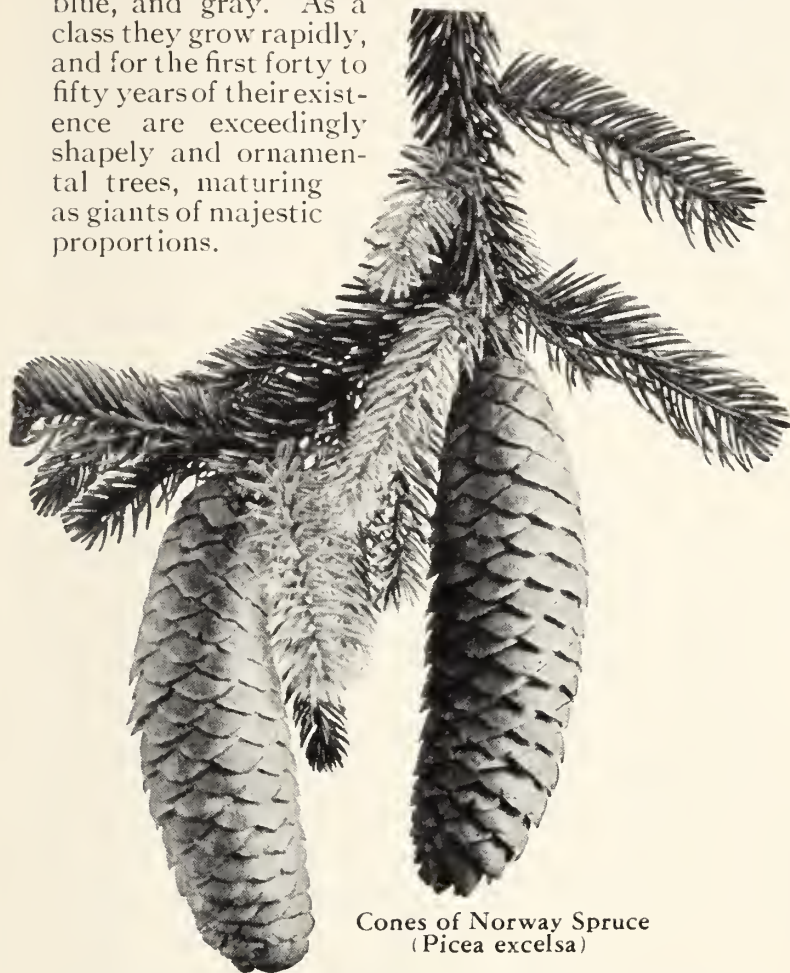 blue, and gray. As a
class they grow rapidly,
and for the first forty to
fifty years of their exist-
ence are exceedingly
shapely and ornamen-
tal trees, maturing
as giants of majestic
proportions.
Cones of Norway Spruce
(Picea excelsa)